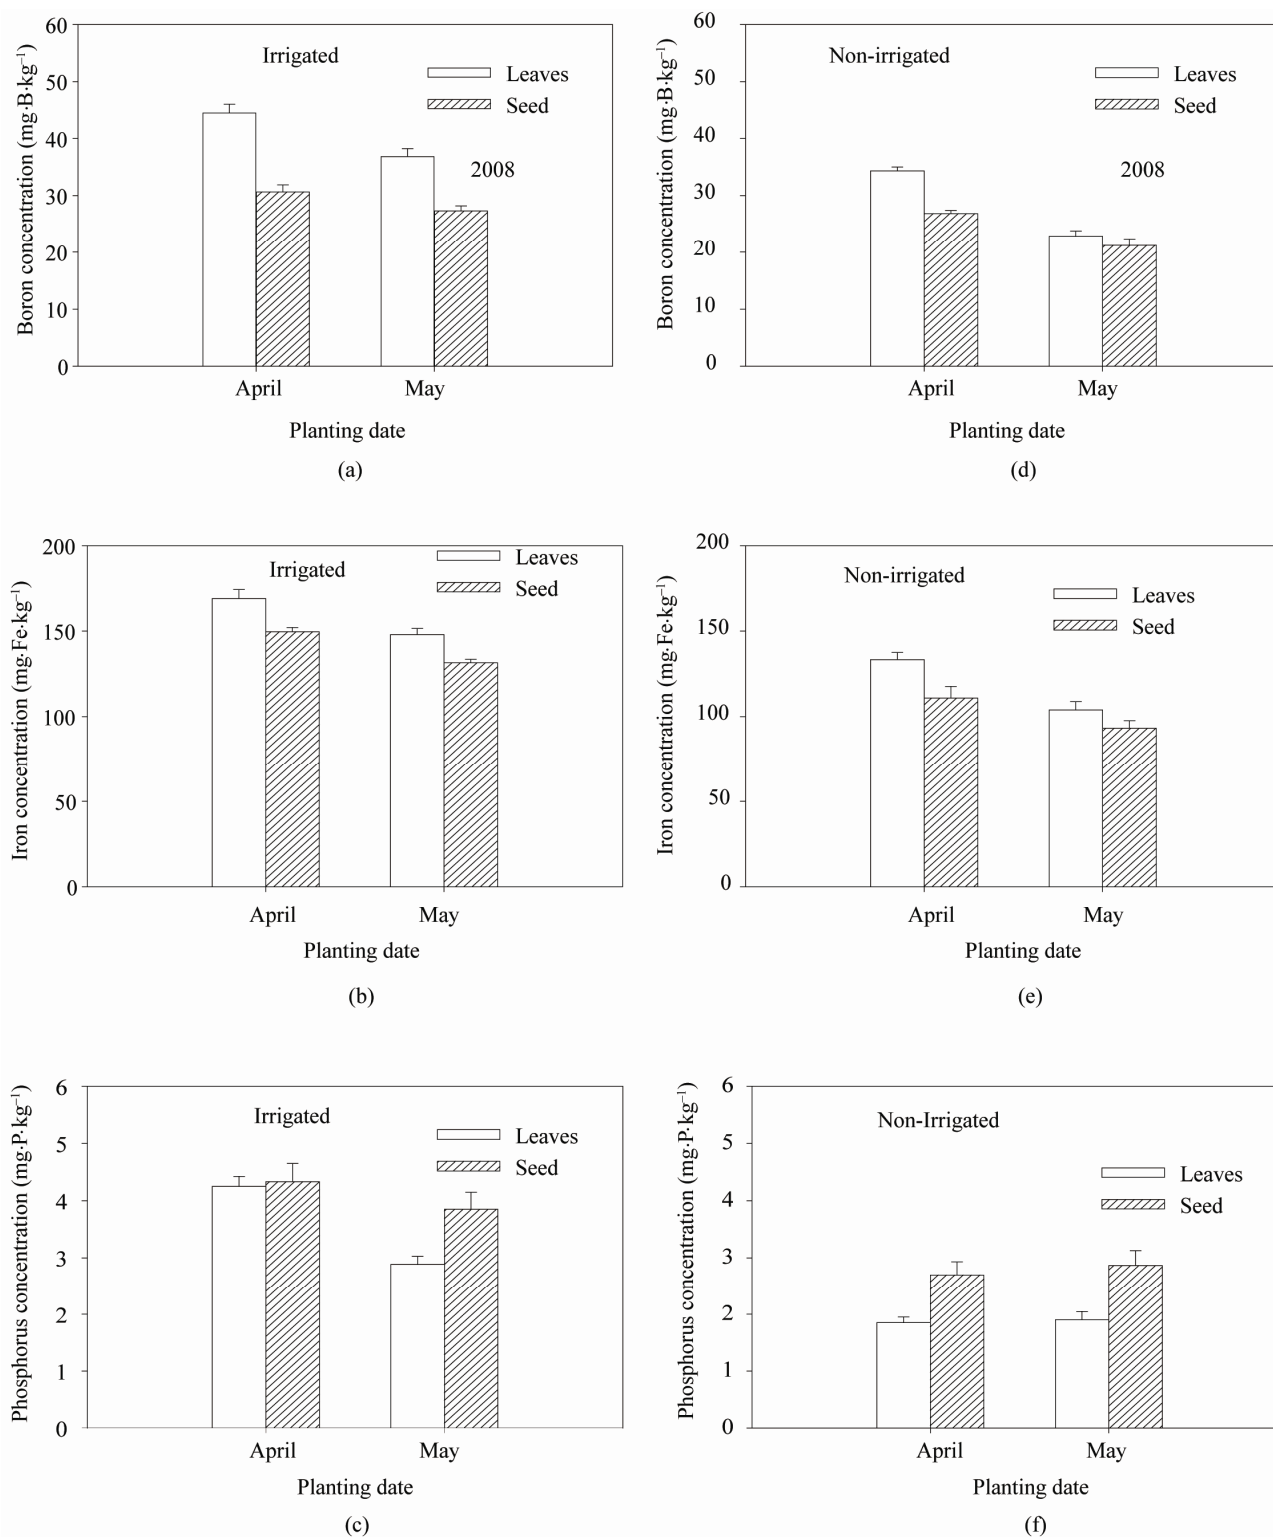 Boron concentration (mg·B·kg⁻¹)
60
50
40
30
20
10
0
Irrigated
Leaves
Seed
2008
April
May
Planting date
(a)
Boron concentration (mg·B·kg⁻¹)
60
50
40
30
20
10
0
Non-irrigated
Leaves
Seed
2008
April
May
Planting date
(d)
Iron concentration (mg·Fe·kg⁻¹)
200
150
100
50
0
Irrigated
Leaves
Seed
April
May
Planting date
(b)
Iron concentration (mg·Fe·kg⁻¹)
200
150
100
50
0
Non-irrigated
Leaves
Seed
April
May
Planting date
(e)
Phosphorus concentration (mg·P·kg⁻¹)
6
5
4
3
2
1
0
Irrigated
Leaves
Seed
April
May
Planting date
(c)
Phosphorus concentration (mg·P·kg⁻¹)
6
5
4
3
2
1
0
Non-Irrigated
Leaves
Seed
April
May
Planting date
(f)